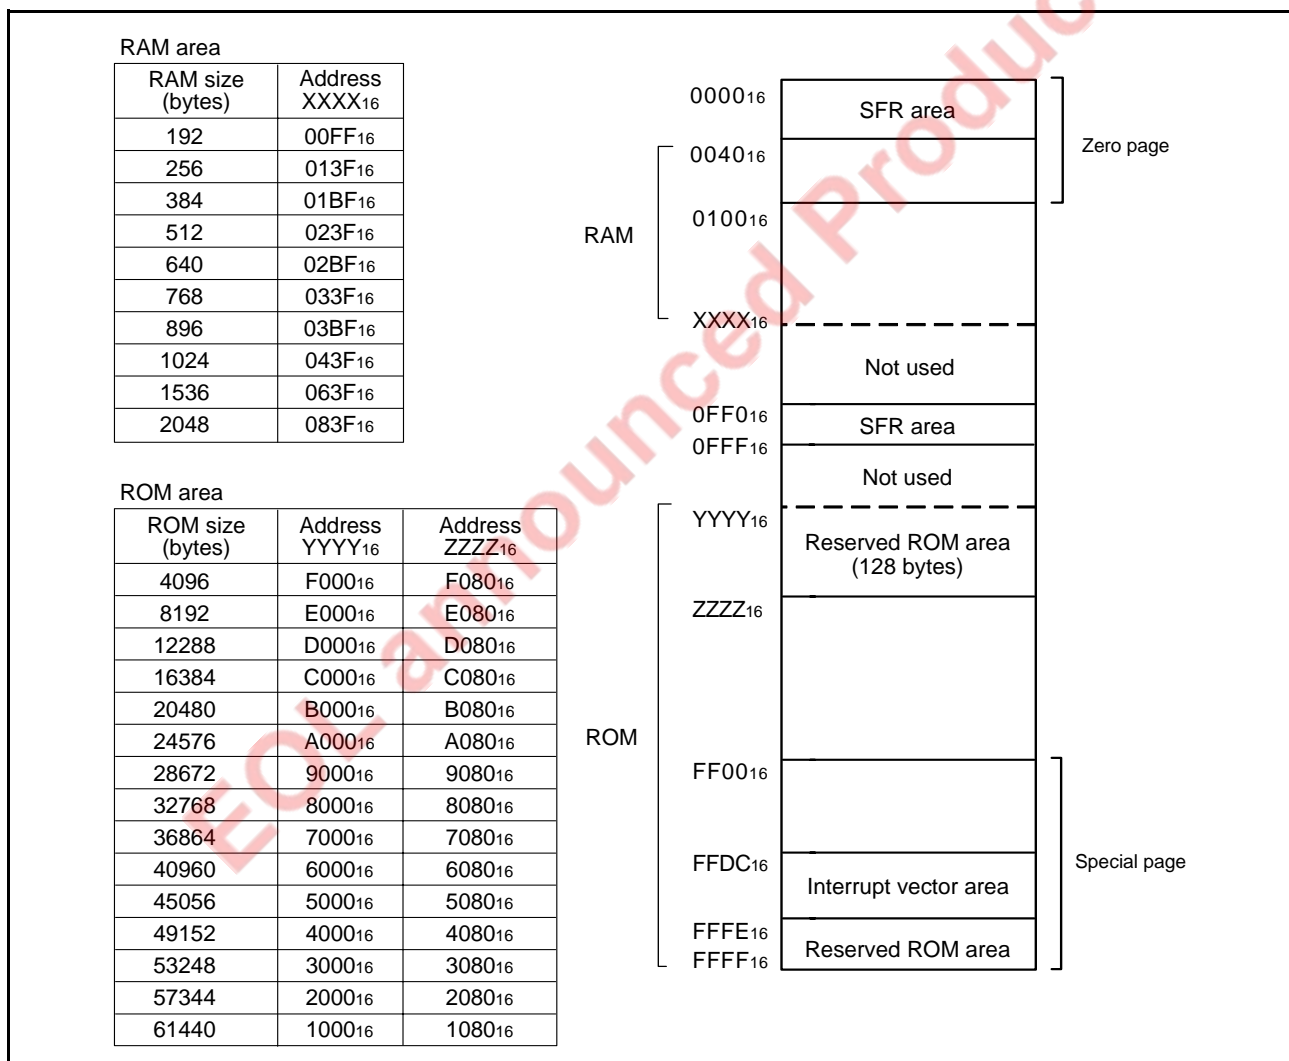 RAM area
RAM size (bytes) Address XXXX16
192 00FF16
256 013F16
384 01BF16
512 023F16
640 02BF16
768 033F16
896 03BF16
1024 043F16
1536 063F16
2048 083F16
ROM area
ROM size (bytes) Address YYYY16 Address ZZZZ16
4096 F00016 F08016
8192 E00016 E08016
12288 D00016 D08016
16384 C00016 C08016
20480 B00016 B08016
24576 A00016 A08016
28672 900016 908016
32768 800016 808016
36864 700016 708016
40960 600016 608016
45056 500016 508016
49152 400016 408016
53248 300016 308016
57344 200016 208016
61440 100016 108016
RAM
ROM
000016
SFR area
004016
010016
XXXX16
Not used
0FF016
SFR area
0FFF16
Not used
YYYY16
Reserved ROM area
(128 bytes)
ZZZZ16
FF0016
FFDC16
Interrupt vector area
FFFE16
Reserved ROM area
FFFF16
Zero page
Special page
EOL announced Produc